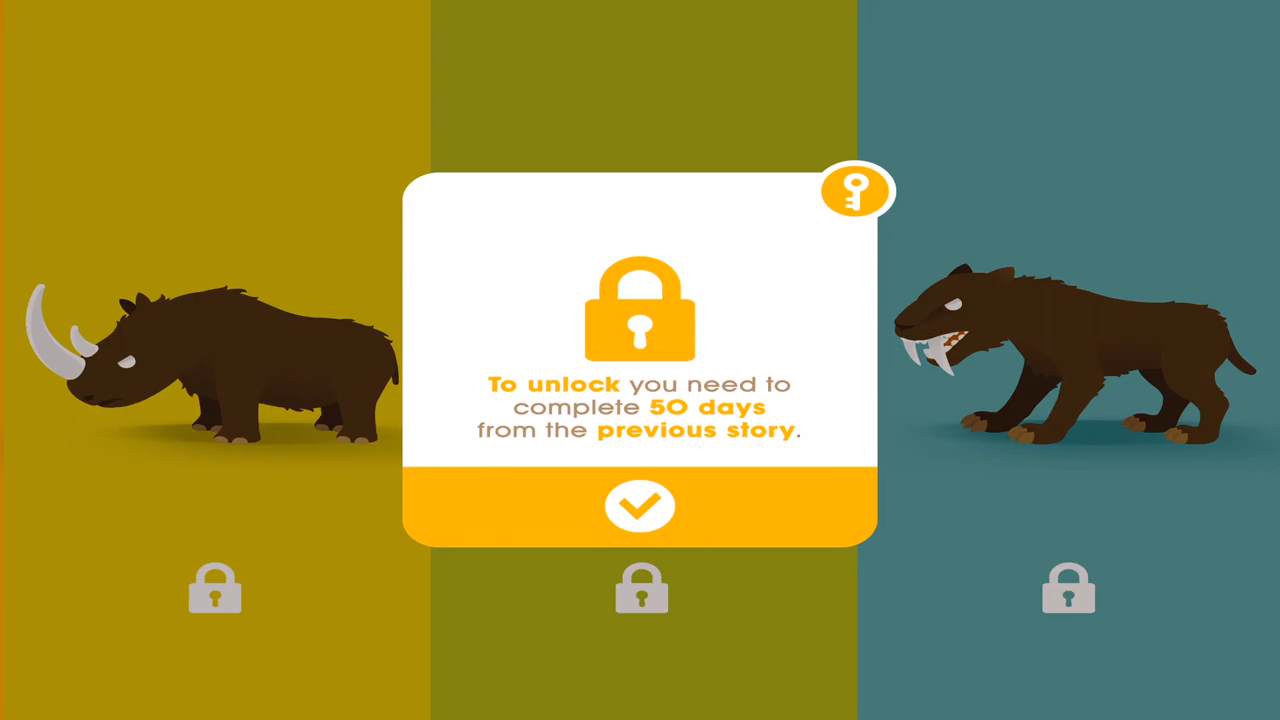 To unlock you need to
complete 50 days
from the previous story.